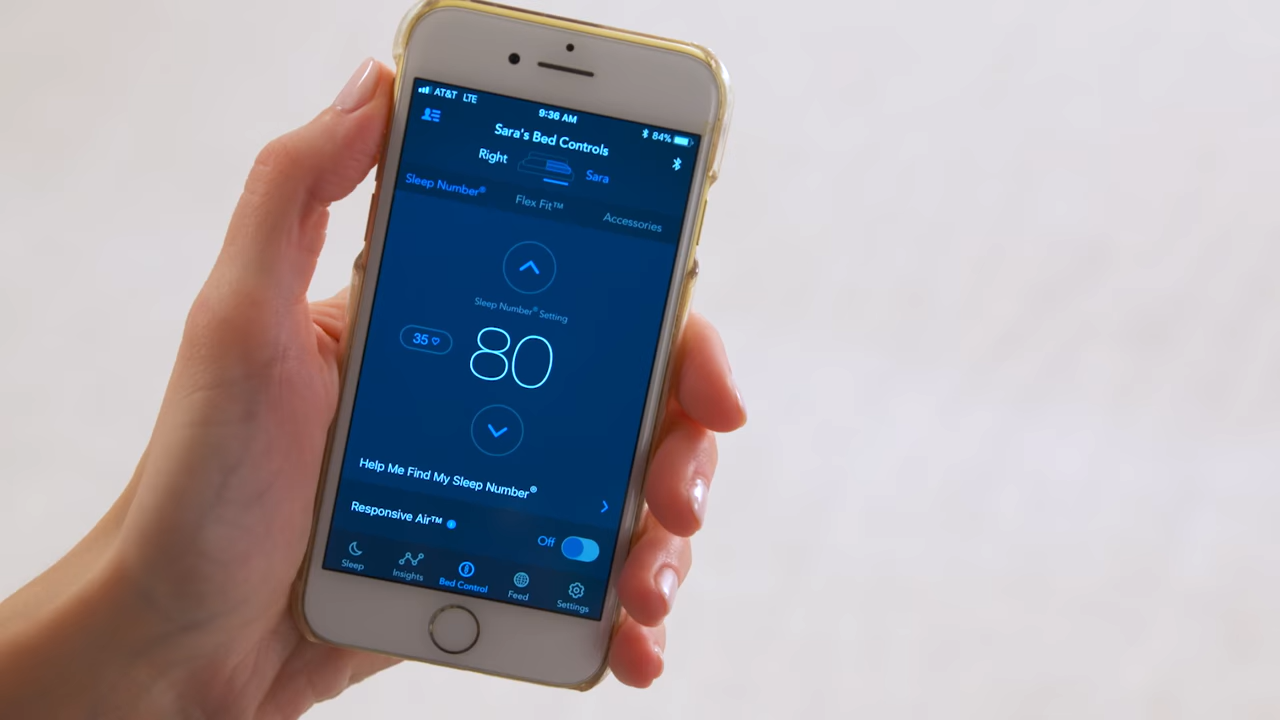 AT&T LTE 9:36 AM 84%
Sara's Bed Controls
Right Sara
Sleep Number® Flex Fit™ Accessories
Sleep Number® Setting
35 80
Help Me Find My Sleep Number®
Responsive Air™ Off
Sleep Insights Bed Control Feed Settings